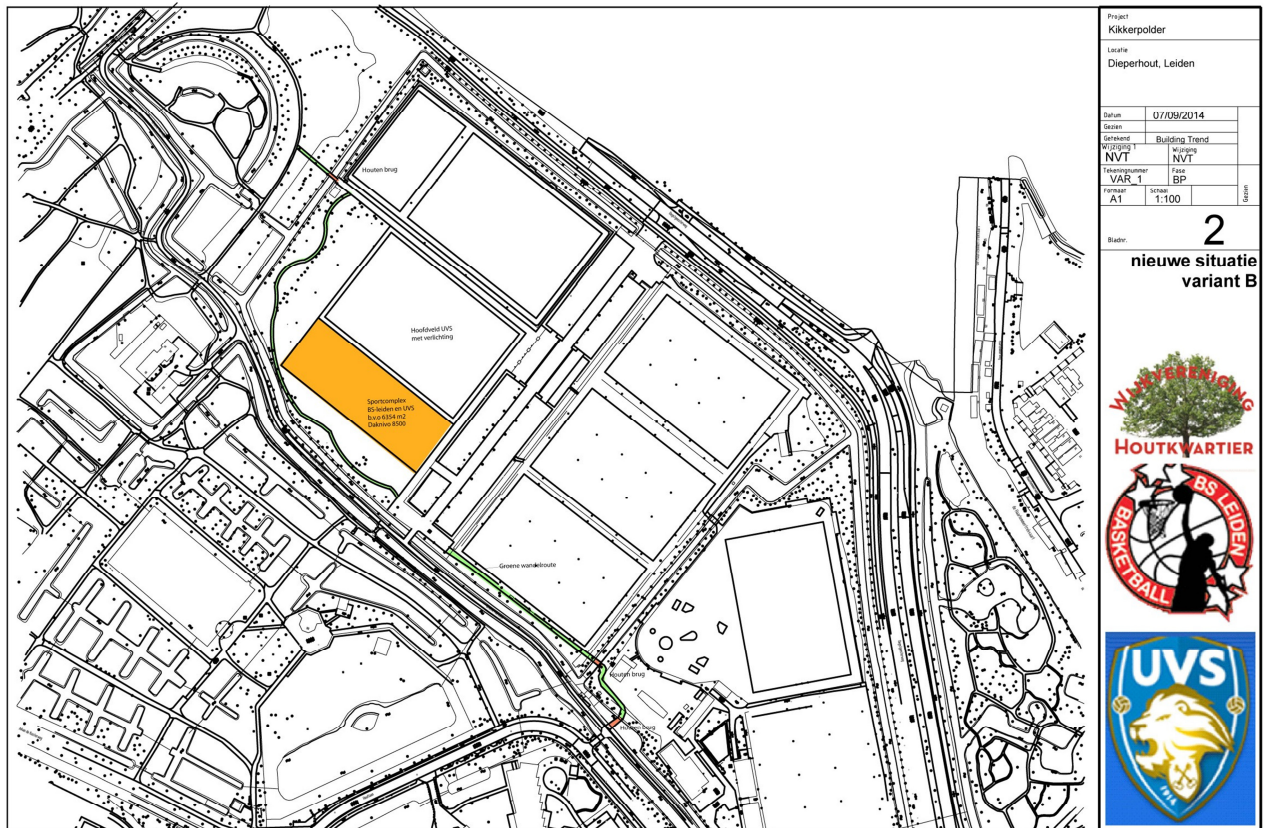 Project
Kikkerpolder
Locatie
Dieperhout, Leiden
Datum 07/09/2014
Gezien
Getekend Building Trend
Wijziging 1
NVT
Wijziging
NVT
Tekeningnummer
VAR_1
Fase
BP
Formaat
A1
Schaal
1:100
Gezien
Bladnr.
2
nieuwe situatie
variant B
WIJKVERENIGING
HOUTKWARTIER
BS LEIDEN
BASKETBALL
UVS
1914
Houten brug
Hoofdveld UVS
met verlichting
Sportcomplex
BS-leiden en UVS
b.v.o 6354 m2
Daknivo 8500
Groene wandelroute
Houten brug
Houten brug